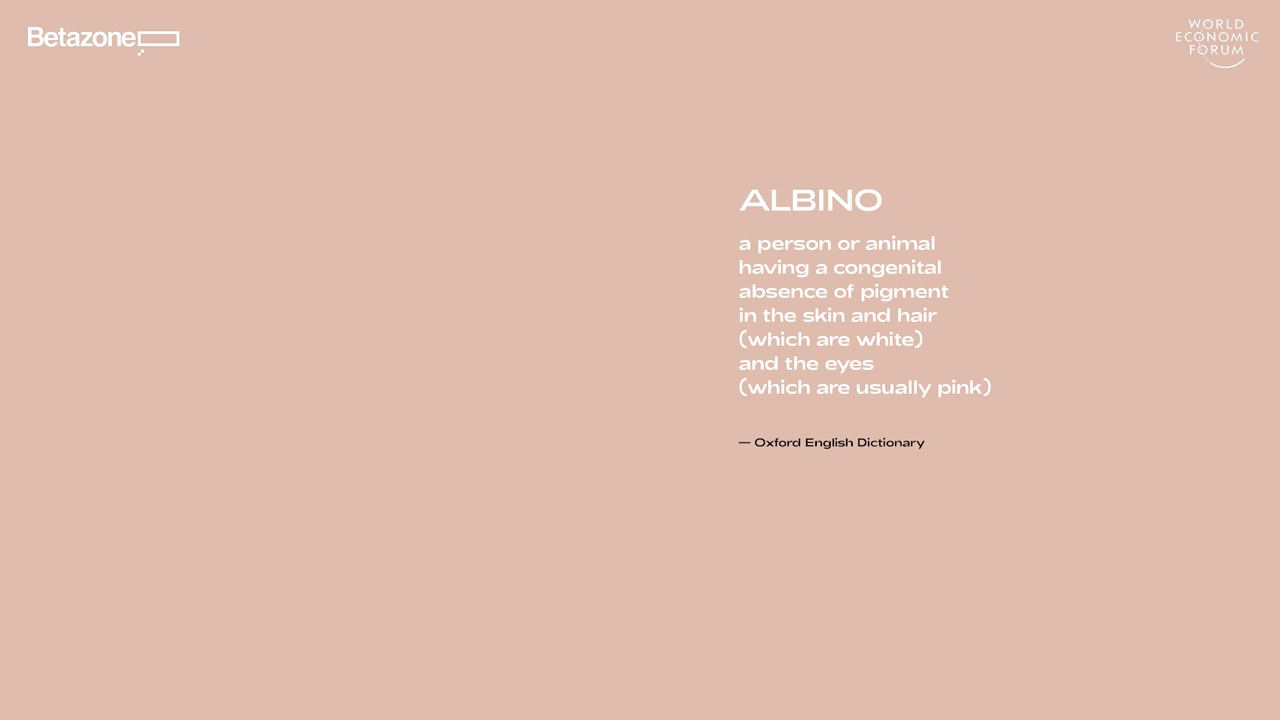 Betazone
WORLD
ECONOMIC
FORUM
ALBINO
a person or animal
having a congenital
absence of pigment
in the skin and hair
(which are white)
and the eyes
(which are usually pink)
— Oxford English Dictionary